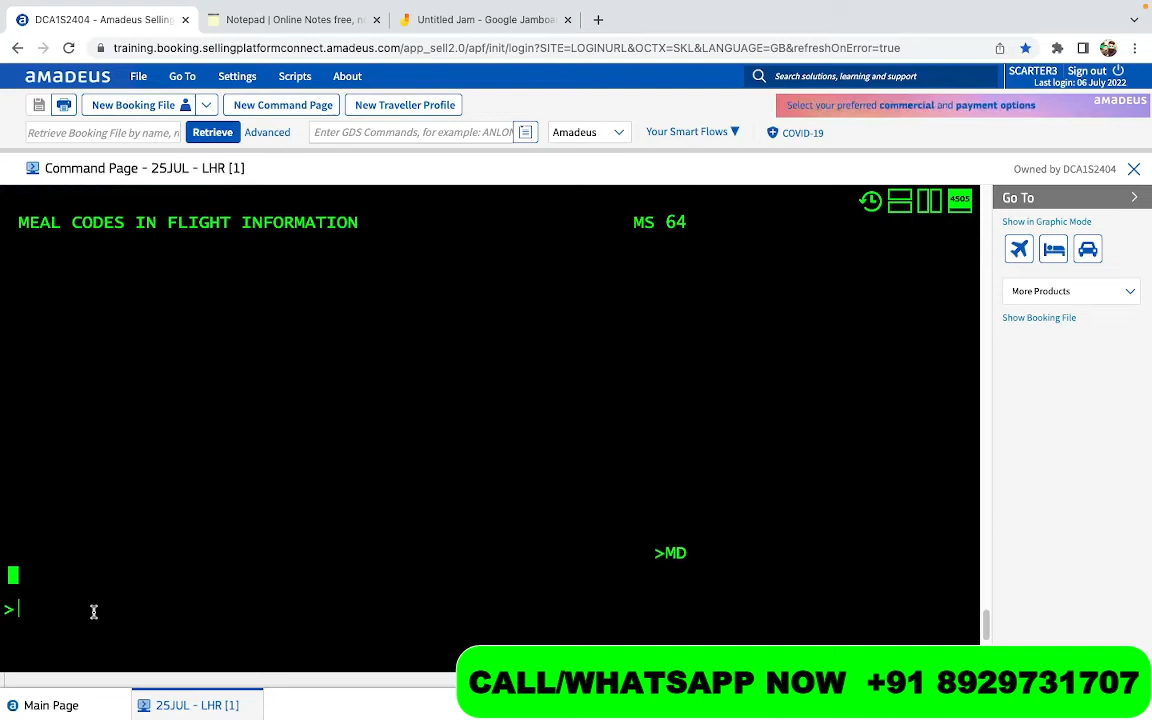 DCA1S2404 - Amadeus Selling
Notepad | Online Notes free, n
Untitled Jam - Google Jamboa
training.booking.sellingplatformconnect.amadeus.com/app_sell2.0/apf/init/login?SITE=LOGINURL&OCTX=SKL&LANGUAGE=GB&refreshOnError=true
amadeus File Go To Settings Scripts About Search solutions, learning and support SCARTER3 Sign out
Last login: 06 July 2022
New Booking File New Command Page New Traveller Profile Select your preferred commercial and payment options amadeus
Retrieve Booking File by name, r Retrieve Advanced Enter GDS Commands, for example: ANLON Amadeus Your Smart Flows COVID-19
Command Page - 25JUL - LHR [1] Owned by DCA1S2404
4505 Go To
MEAL CODES IN FLIGHT INFORMATION MS 64 Show in Graphic Mode
More Products
Show Booking File
>MD
>
CALL/WHATSAPP NOW +91 8929731707
Main Page 25JUL - LHR [1]